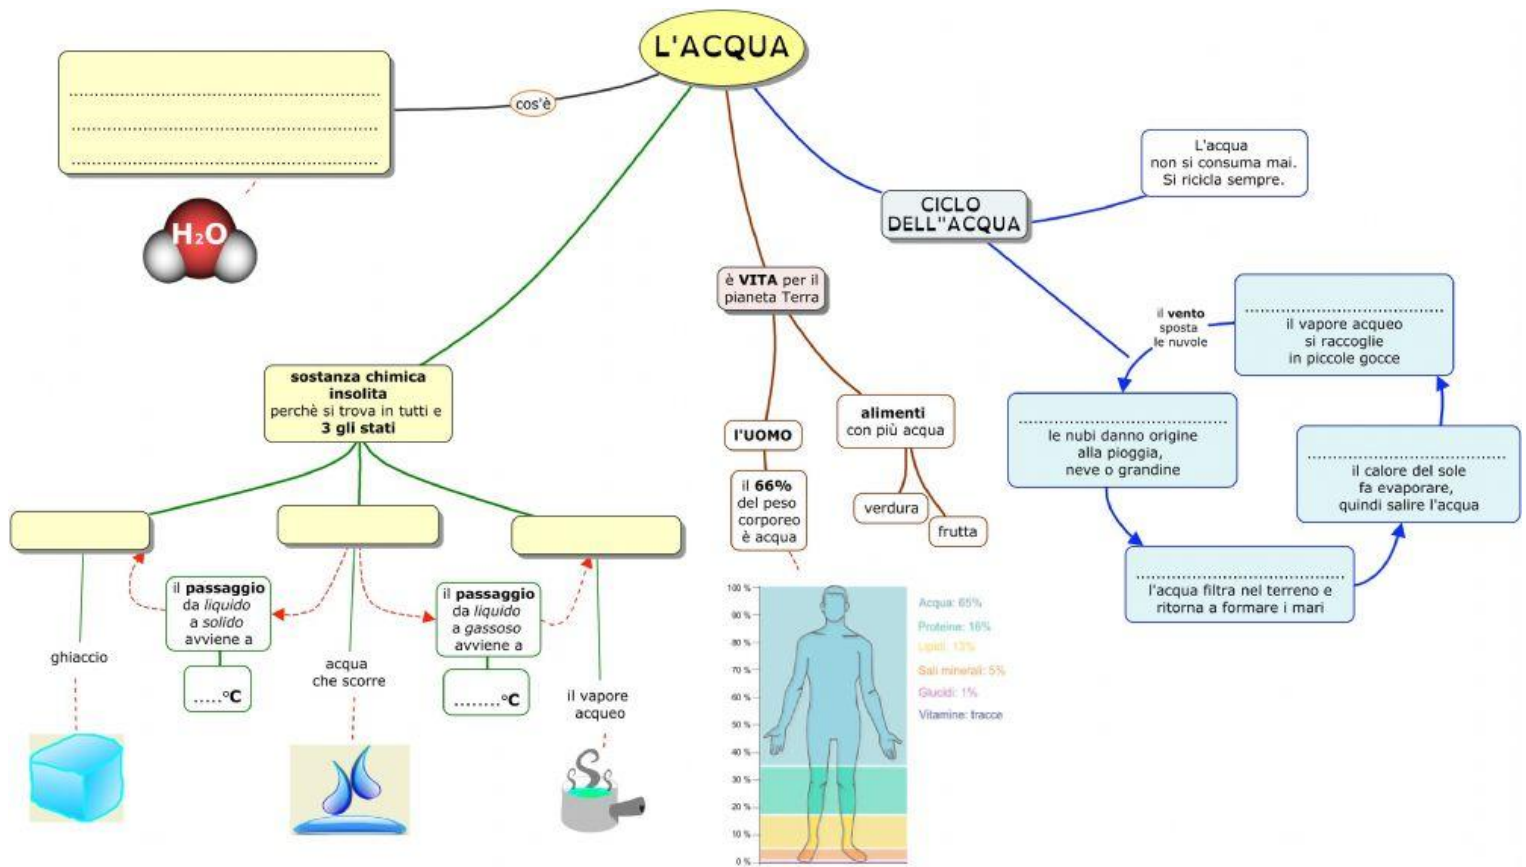 L'ACQUA
cos'è
....................................................
....................................................
....................................................
H₂O
sostanza chimica
insolita
perchè si trova in tutti e
3 gli stati
il passaggio
da liquido
a solido
avviene a
.....°C
il passaggio
da liquido
a gassoso
avviene a
........°C
ghiaccio
acqua
che scorre
il vapore
acqueo
è VITA per il
pianeta Terra
l'UOMO
il 66%
del peso
corporeo
è acqua
alimenti
con più acqua
verdura
frutta
100 %
90 %
80 %
70 %
60 %
50 %
40 %
30 %
20 %
10 %
0 %
Acqua: 65%
Proteine: 16%
Lipidi: 13%
Sali minerali: 5%
Glucidi: 1%
Vitamine: tracce
CICLO
DELL''ACQUA
L'acqua
non si consuma mai.
Si ricicla sempre.
..................................
il vapore acqueo
si raccoglie
in piccole gocce
il vento
sposta
le nuvole
..................................
le nubi danno origine
alla pioggia,
neve o grandine
..................................
il calore del sole
fa evaporare,
quindi salire l'acqua
..................................
l'acqua filtra nel terreno e
ritorna a formare i mari